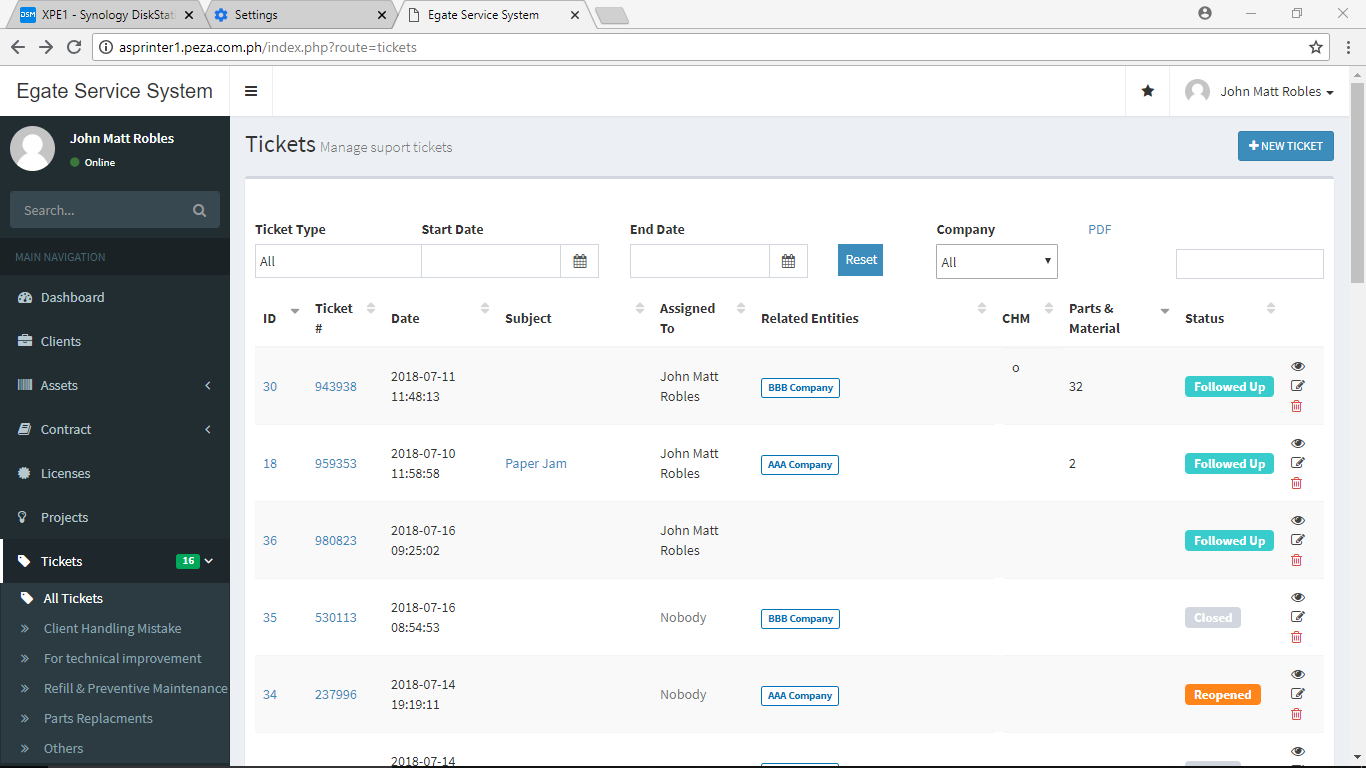 XPE1 - Synology DiskStat
Settings
Egate Service System
asprinter1.peza.com.ph/index.php?route=tickets
Egate Service System
John Matt Robles
John Matt Robles
Online
Search...
MAIN NAVIGATION
Dashboard
Clients
Assets
Contract
Licenses
Projects
Tickets 16
All Tickets
Client Handling Mistake
For technical improvement
Refill & Preventive Maintenance
Parts Replacments
Others
Tickets Manage suport tickets
NEW TICKET
Ticket Type Start Date End Date Company PDF
All Reset All
ID Ticket # Date Subject Assigned To Related Entities CHM Parts & Material Status
30 943938 2018-07-11 11:48:13 John Matt Robles BBB Company o 32 Followed Up
18 959353 2018-07-10 11:58:58 Paper Jam John Matt Robles AAA Company 2 Followed Up
36 980823 2018-07-16 09:25:02 John Matt Robles Followed Up
35 530113 2018-07-16 08:54:53 Nobody BBB Company Closed
34 237996 2018-07-14 19:19:11 Nobody AAA Company Reopened
2018-07-14